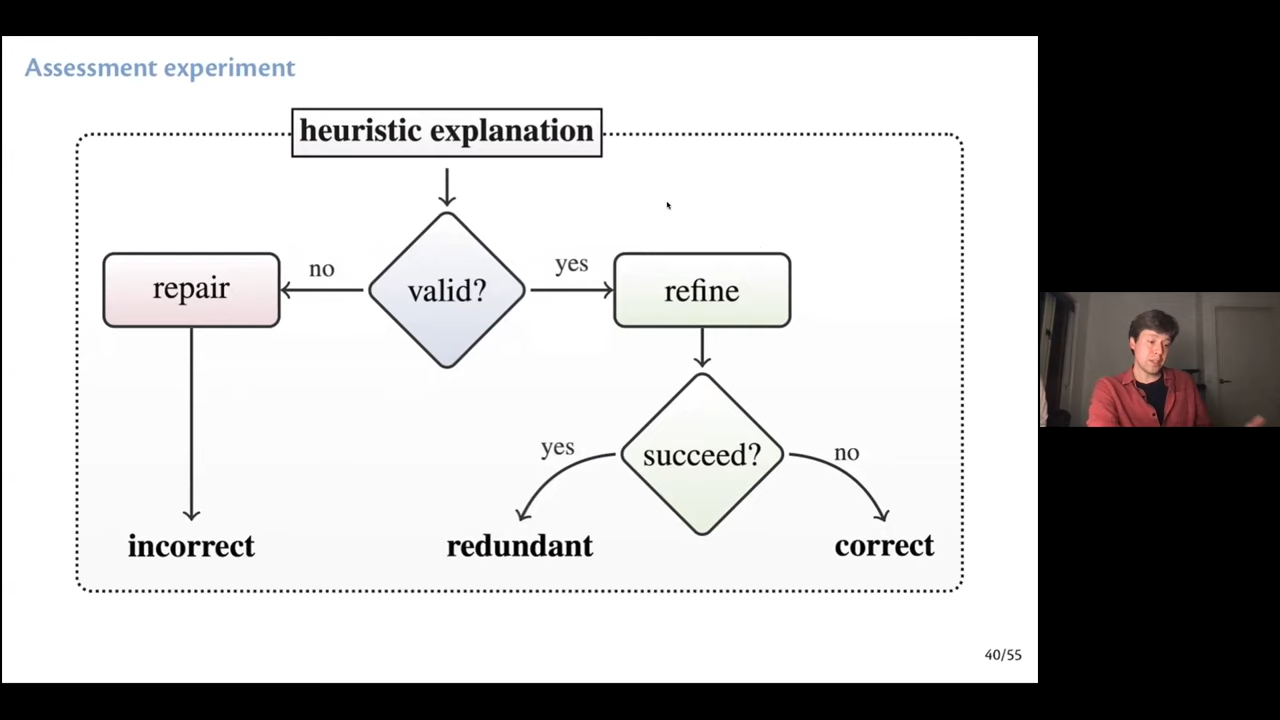 Assessment experiment
heuristic explanation
no
yes
repair
valid?
refine
yes
succeed?
no
incorrect
redundant
correct
40/55